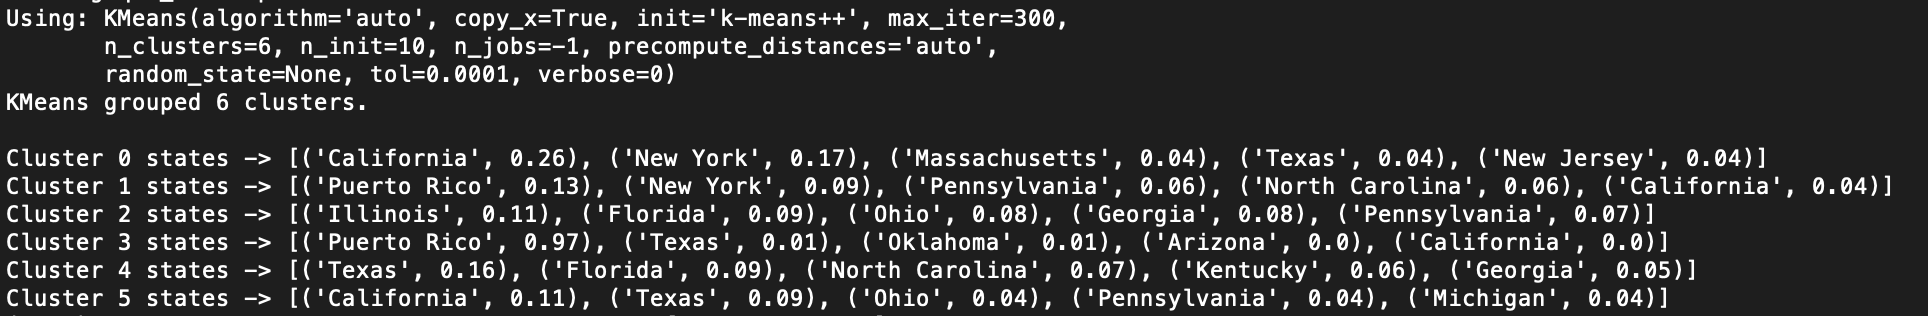 Using: KMeans(algorithm='auto', copy_x=True, init='k-means++', max_iter=300,
n_clusters=6, n_init=10, n_jobs=-1, precompute_distances='auto',
random_state=None, tol=0.0001, verbose=0)
KMeans grouped 6 clusters.
Cluster 0 states -> [('California', 0.26), ('New York', 0.17), ('Massachusetts', 0.04), ('Texas', 0.04), ('New Jersey', 0.04)]
Cluster 1 states -> [('Puerto Rico', 0.13), ('New York', 0.09), ('Pennsylvania', 0.06), ('North Carolina', 0.06), ('California', 0.04)]
Cluster 2 states -> [('Illinois', 0.11), ('Florida', 0.09), ('Ohio', 0.08), ('Georgia', 0.08), ('Pennsylvania', 0.07)]
Cluster 3 states -> [('Puerto Rico', 0.97), ('Texas', 0.01), ('Oklahoma', 0.01), ('Arizona', 0.0), ('California', 0.0)]
Cluster 4 states -> [('Texas', 0.16), ('Florida', 0.09), ('North Carolina', 0.07), ('Kentucky', 0.06), ('Georgia', 0.05)]
Cluster 5 states -> [('California', 0.11), ('Texas', 0.09), ('Ohio', 0.04), ('Pennsylvania', 0.04), ('Michigan', 0.04)]